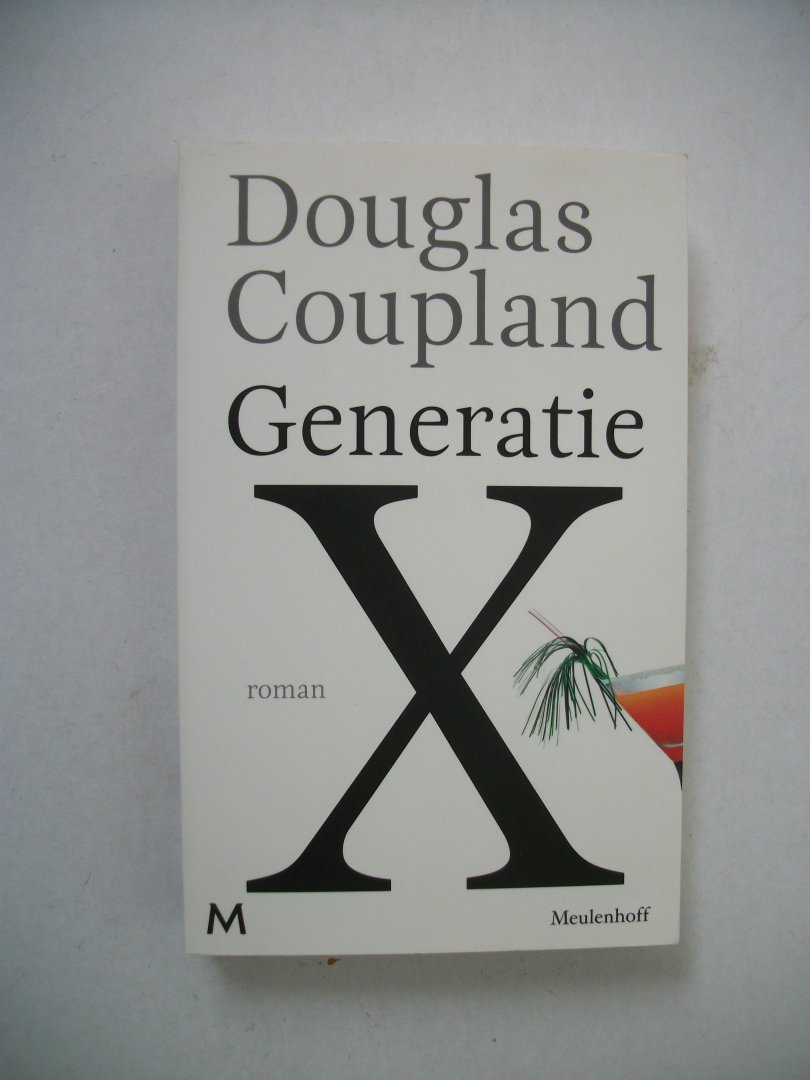 Douglas
Coupland
Generatie
X
roman
M
Meulenhoff